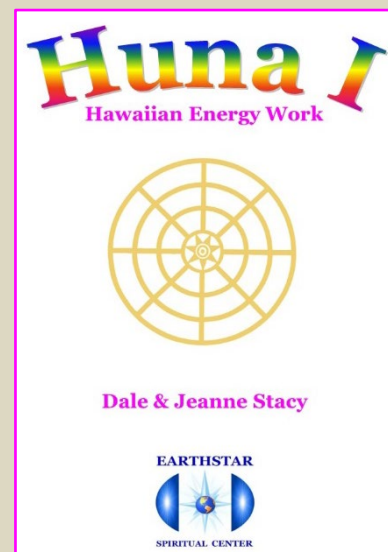 Huna I
Hawaiian Energy Work
Dale & Jeanne Stacy
EARTHSTAR
SPIRITUAL CENTER